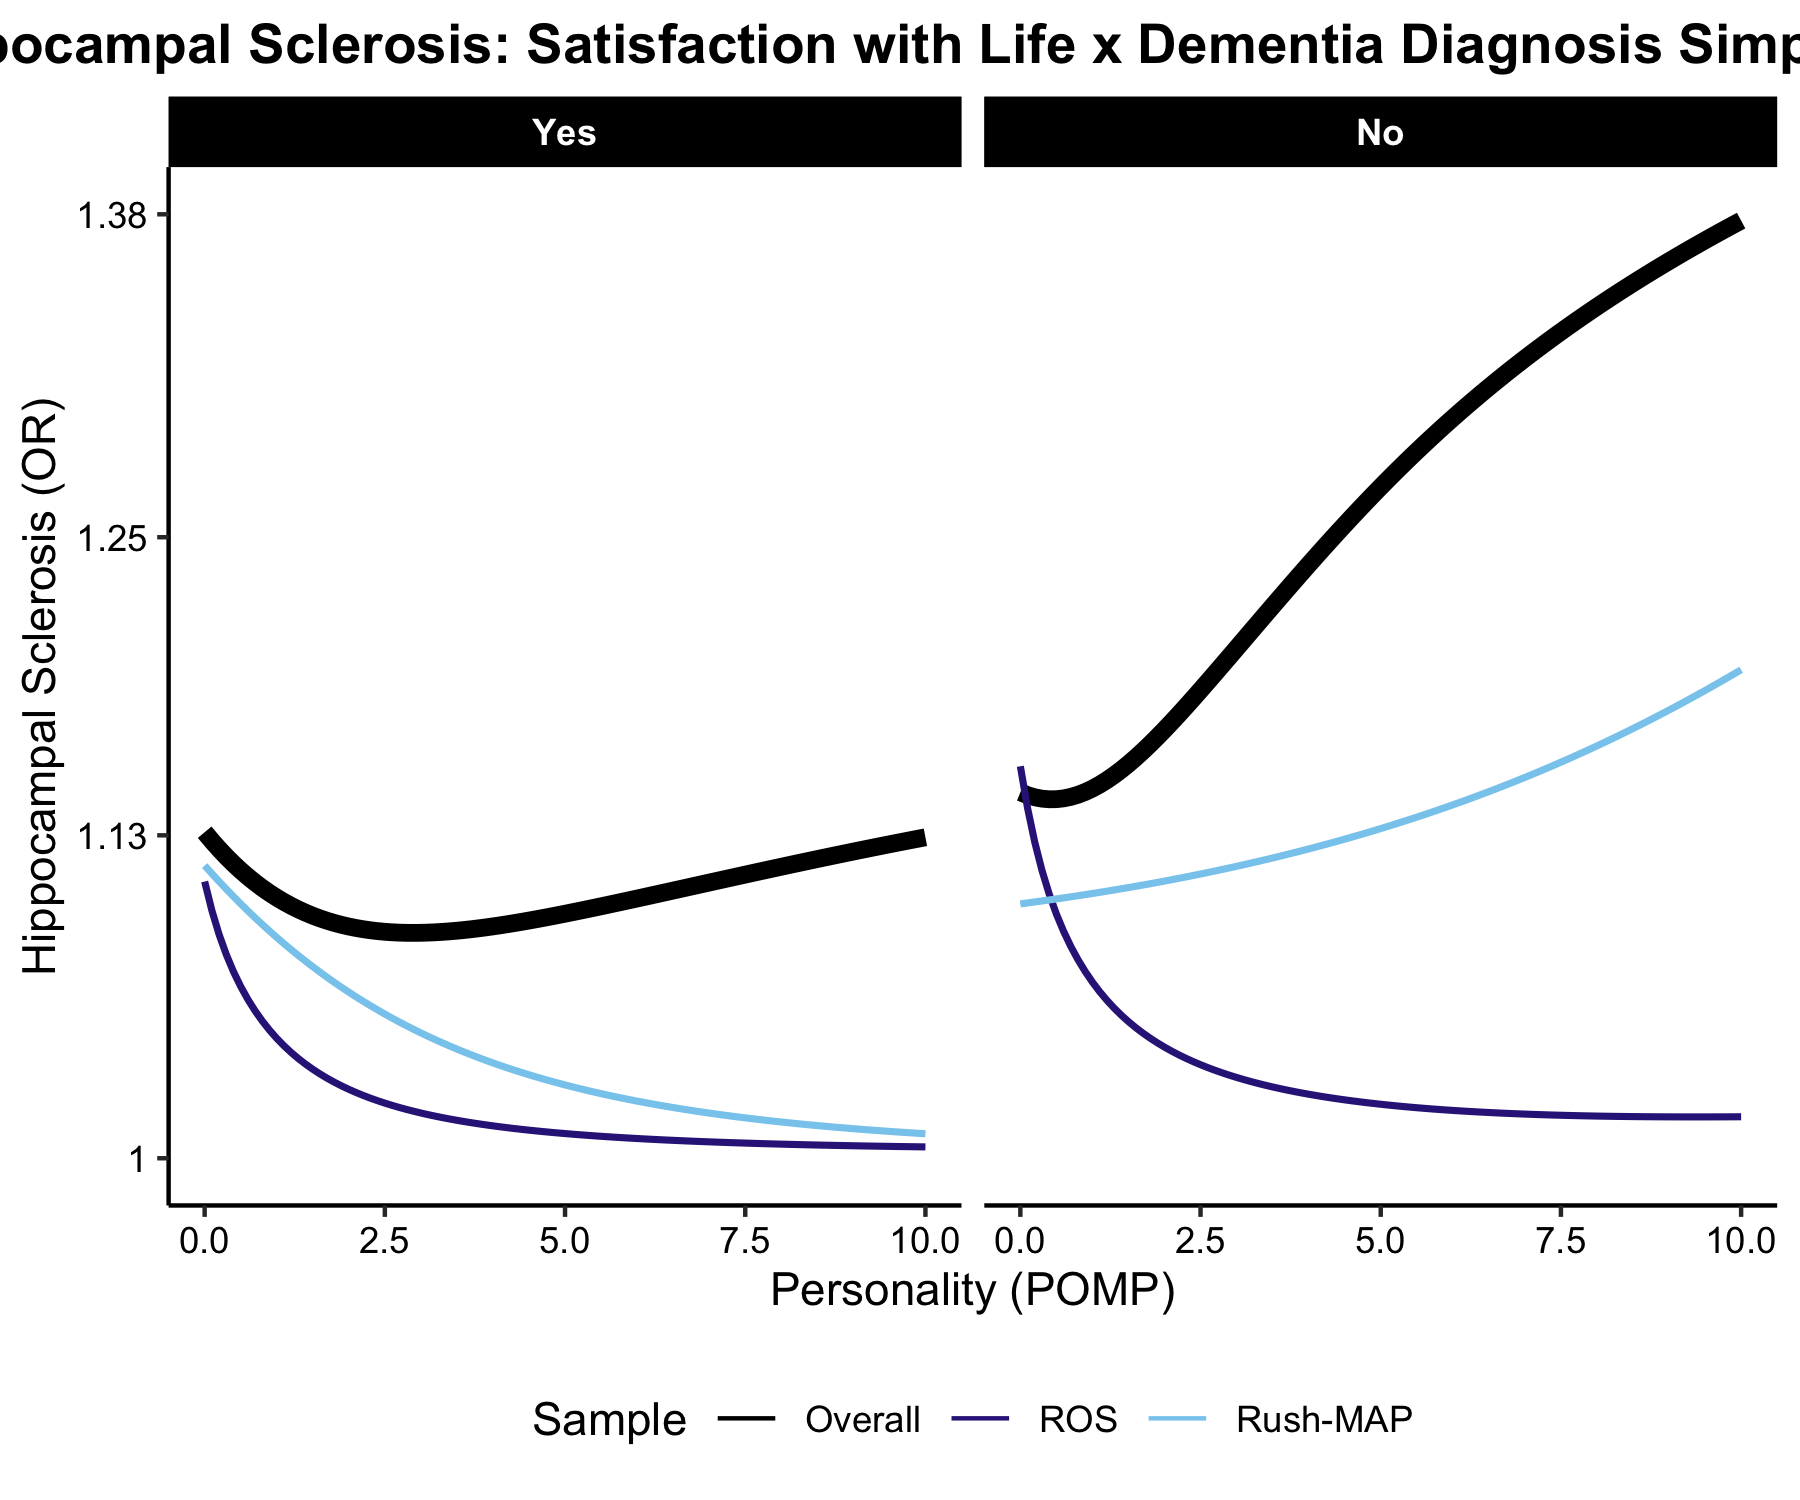 Sclerosis: Satisfaction with Life x Dementia Diagnosis
Yes
No
Hippocampal Sclerosis (OR)
1.38
1.25
1.13
1
0.0 2.5 5.0 7.5 10.0
0.0 2.5 5.0 7.5 10.0
Personality (POMP)
Sample Overall ROS Rush-MAP